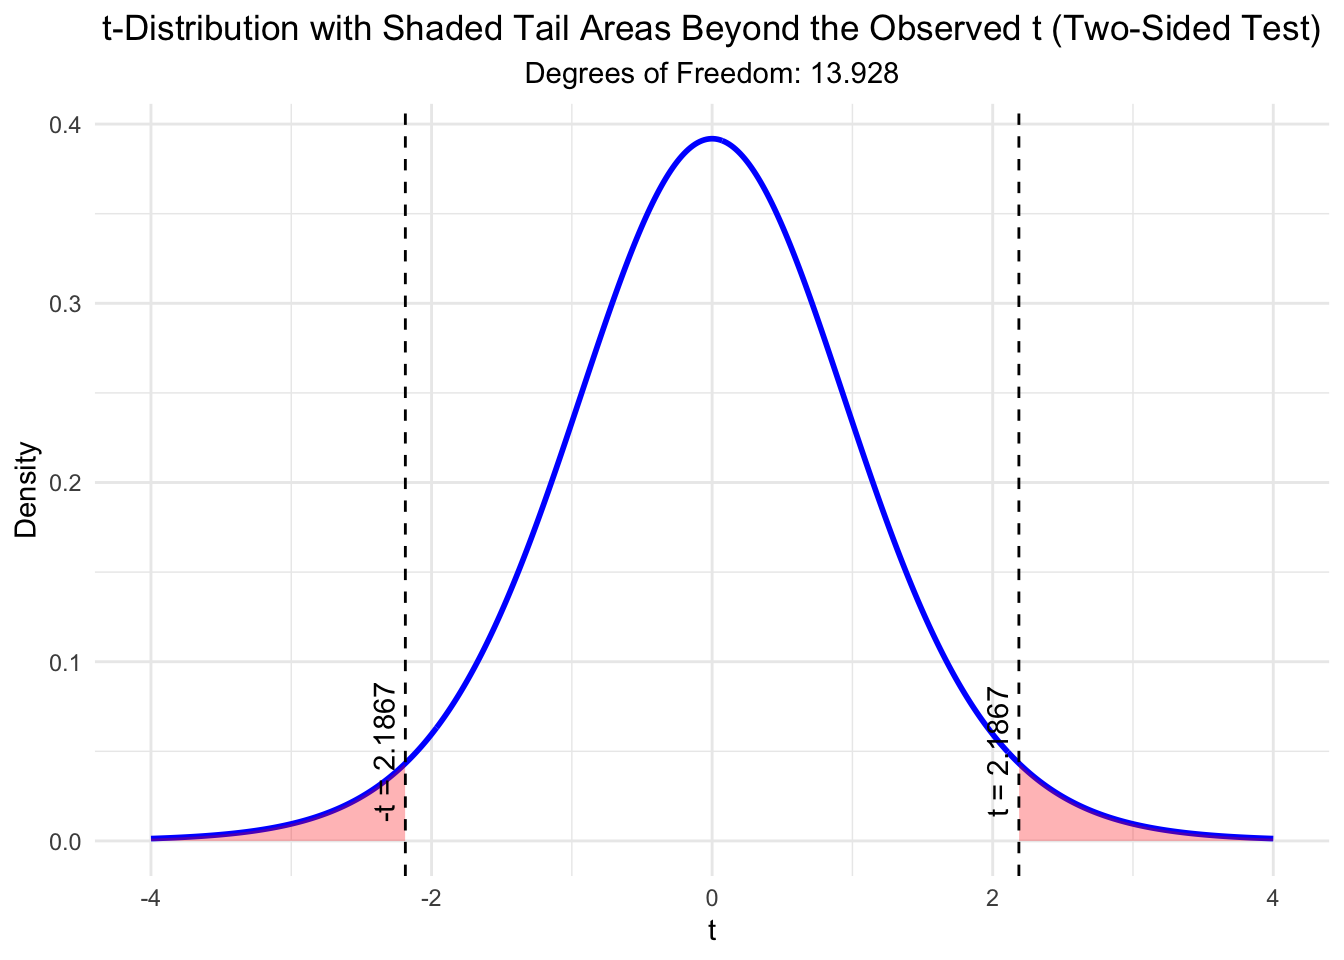 t-Distribution with Shaded Tail Areas Beyond the Observed t (Two-Sided Test)
Degrees of Freedom: 13.928
Density
0.4
0.3
0.2
0.1
0.0
-t = 2.1867
t = 2.1867
-4
-2
0
2
4
t